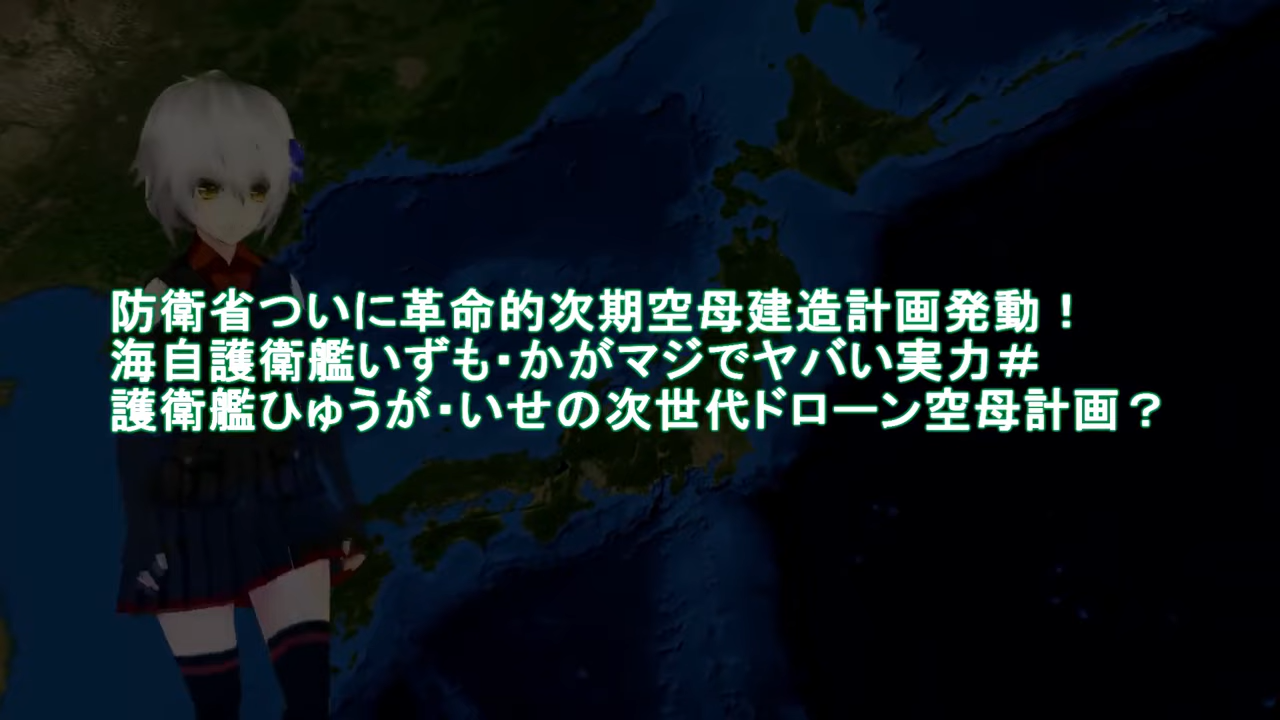 防衛省ついに革命的次期空母建造計画発動！
海自護衛艦いずも・かがマジでヤバい実力＃
護衛艦ひゅうが・いせの次世代ドローン空母計画？